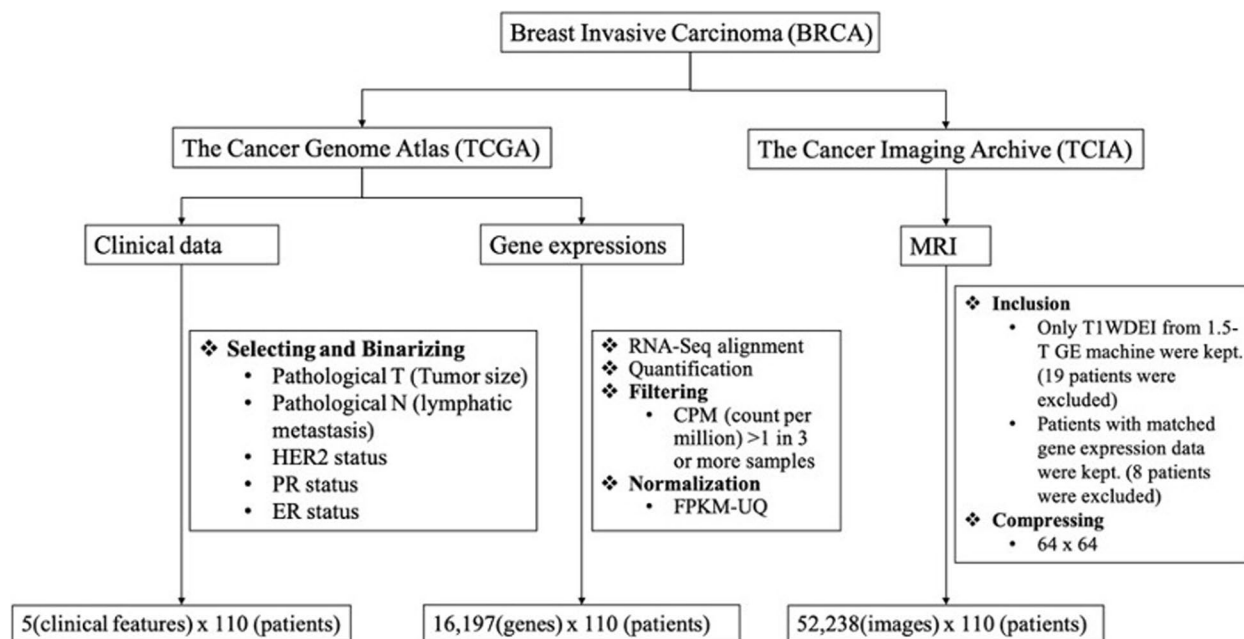 Breast Invasive Carcinoma (BRCA)
The Cancer Genome Atlas (TCGA)
The Cancer Imaging Archive (TCIA)
Clinical data
Gene expressions
MRI
❖ Selecting and Binarizing
• Pathological T (Tumor size)
• Pathological N (lymphatic
metastasis)
• HER2 status
• PR status
• ER status
❖ RNA-Seq alignment
❖ Quantification
❖ Filtering
• CPM (count per
million) >1 in 3
or more samples
❖ Normalization
• FPKM-UQ
❖ Inclusion
• Only T1WDEI from 1.5-
T GE machine were kept.
(19 patients were
excluded)
• Patients with matched
gene expression data
were kept. (8 patients
were excluded)
❖ Compressing
• 64 x 64
5(clinical features) x 110 (patients)
16,197(genes) x 110 (patients)
52,238(images) x 110 (patients)